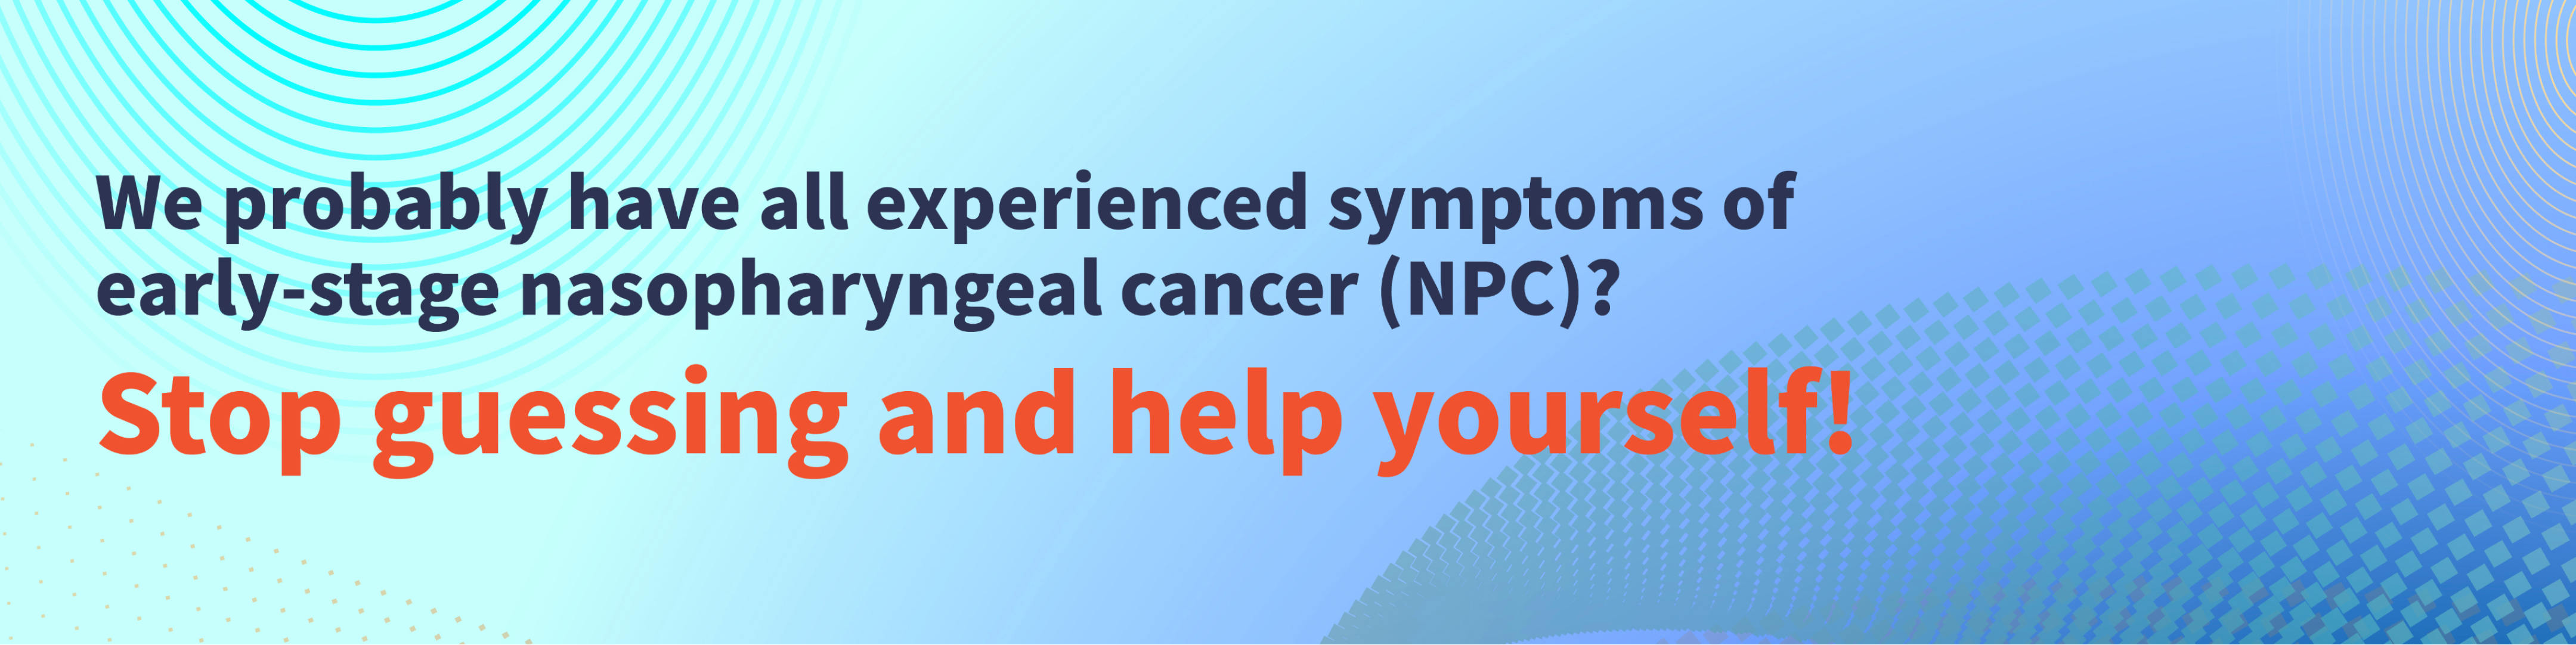 We probably have all experienced symptoms of
early-stage nasopharyngeal cancer (NPC)?
Stop guessing and help yourself!